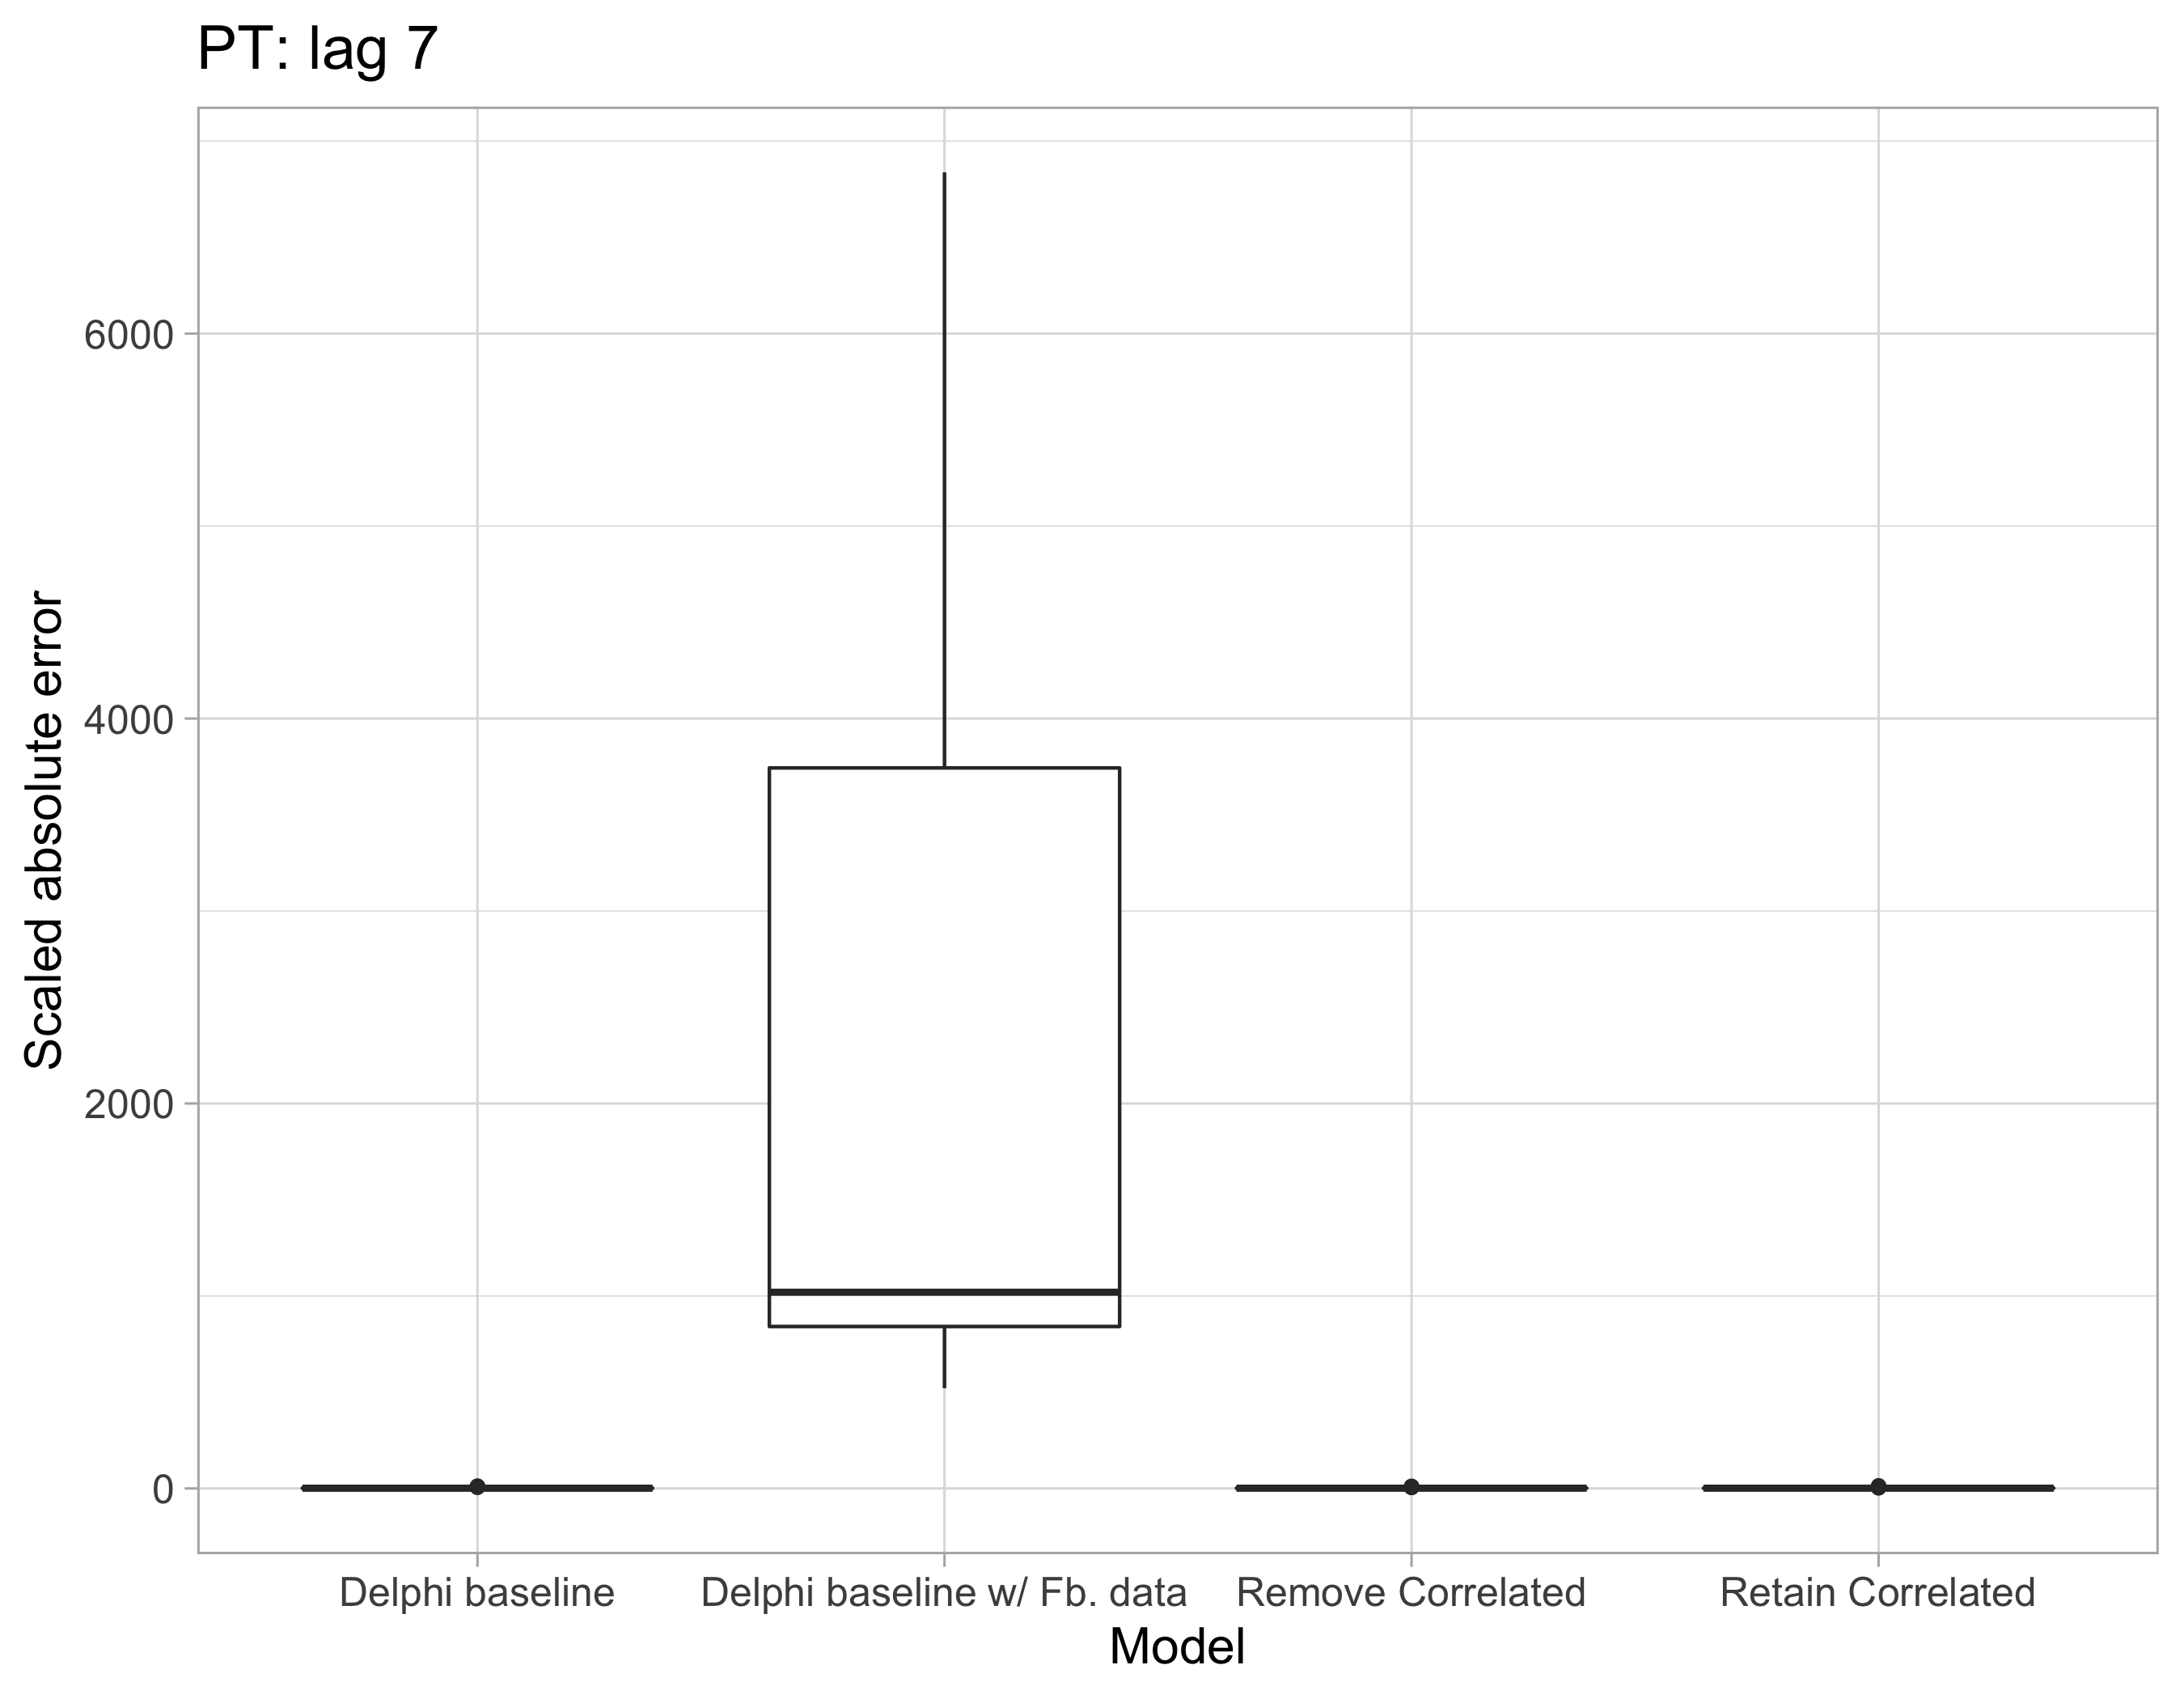 PT: lag 7
Scaled absolute error
6000
4000
2000
0
Delphi baseline
Delphi baseline w/ Fb. data
Remove Correlated
Retain Correlated
Model